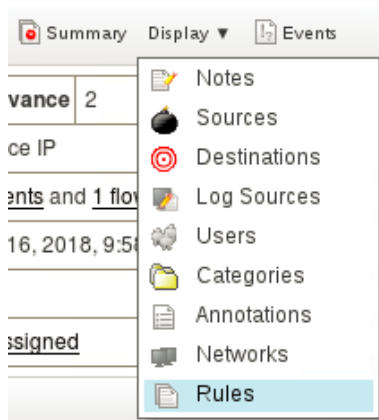 Summary Display ▼ Events
vance 2
ce IP
ents and 1 flo
16, 2018, 9:5
ssigned
Notes
Sources
Destinations
Log Sources
Users
Categories
Annotations
Networks
Rules